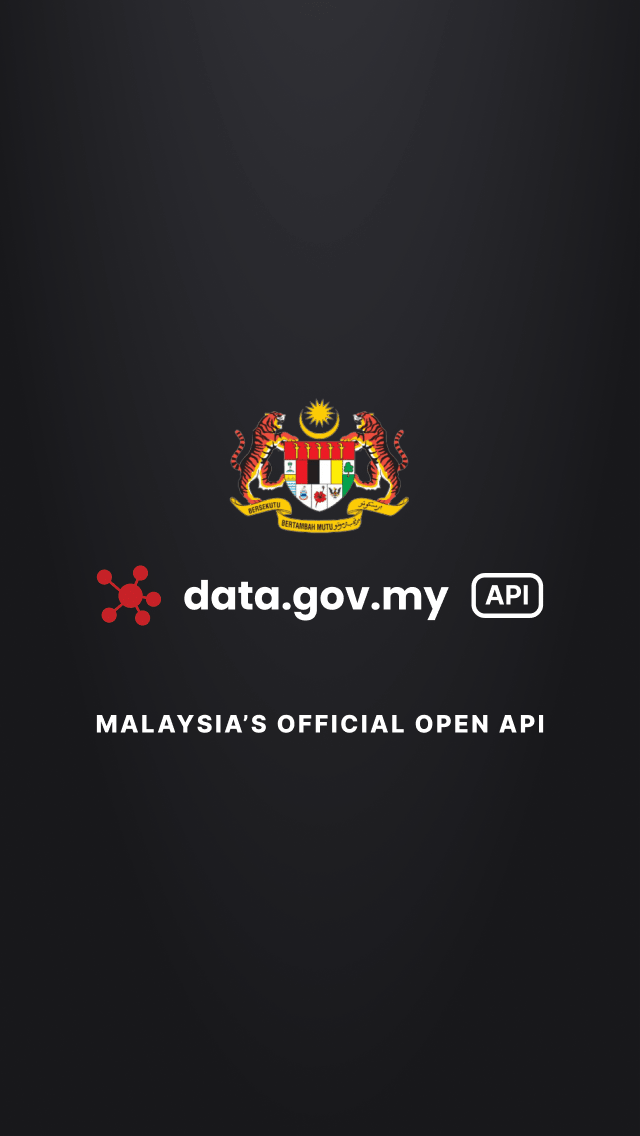 BERSEKUTU
BERTAMBAH MUTU
data.gov.my API
MALAYSIA'S OFFICIAL OPEN API